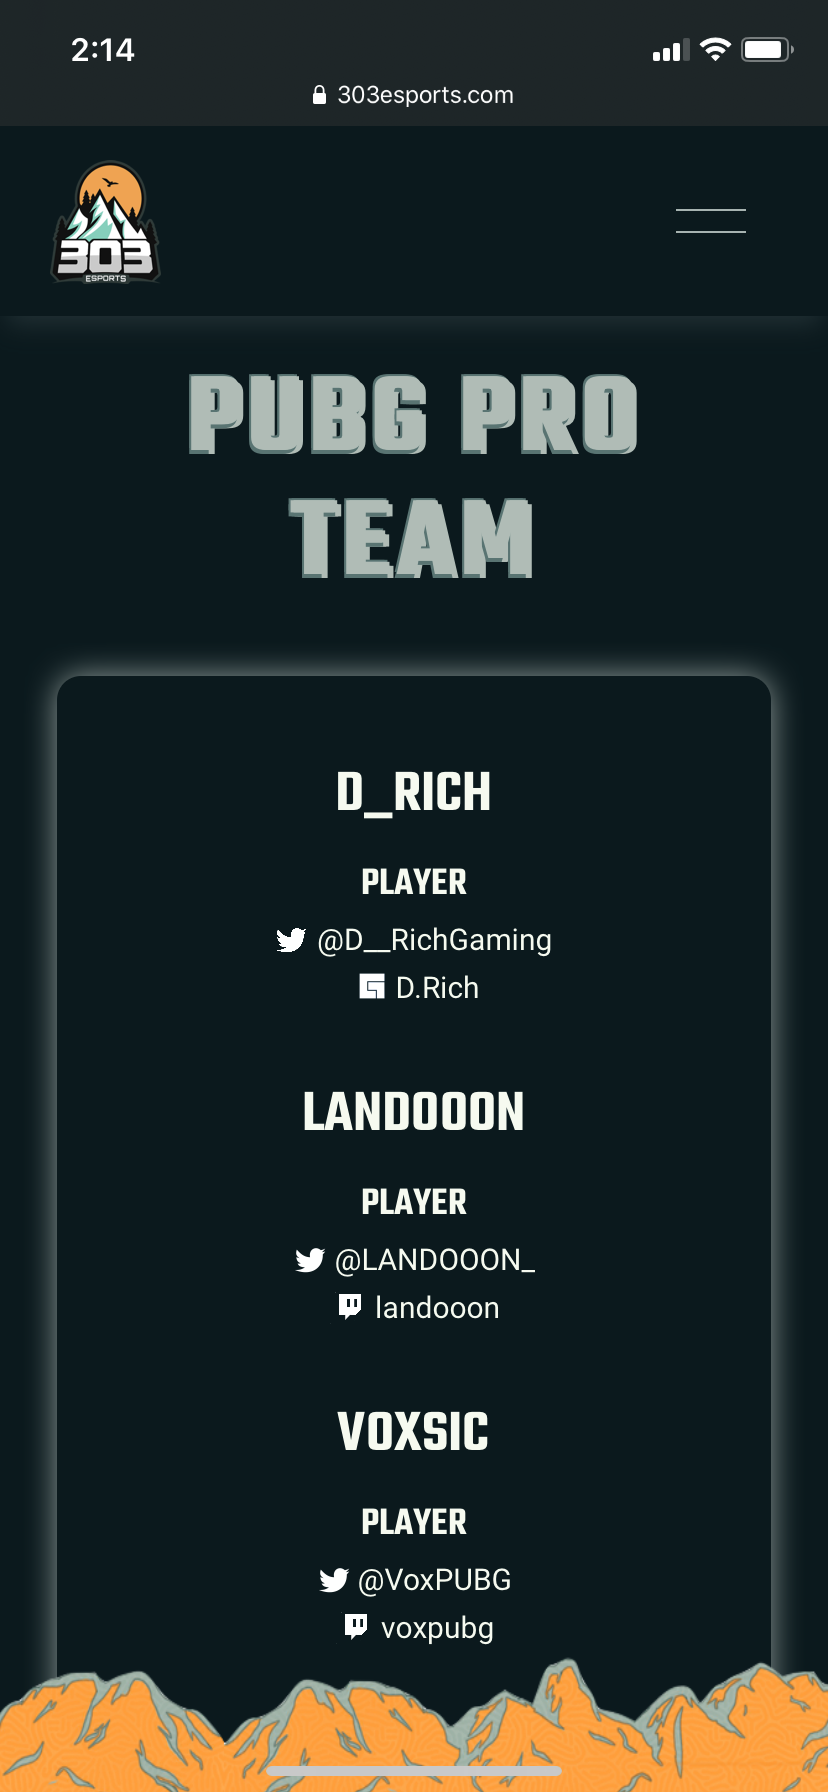 2:14
303esports.com
303
ESPORTS
PUBG PRO
TEAM
D_RICH
PLAYER
@D__RichGaming
D.Rich
LANDOOON
PLAYER
@LANDOOON_
landooon
VOXSIC
PLAYER
@VoxPUBG
voxpubg